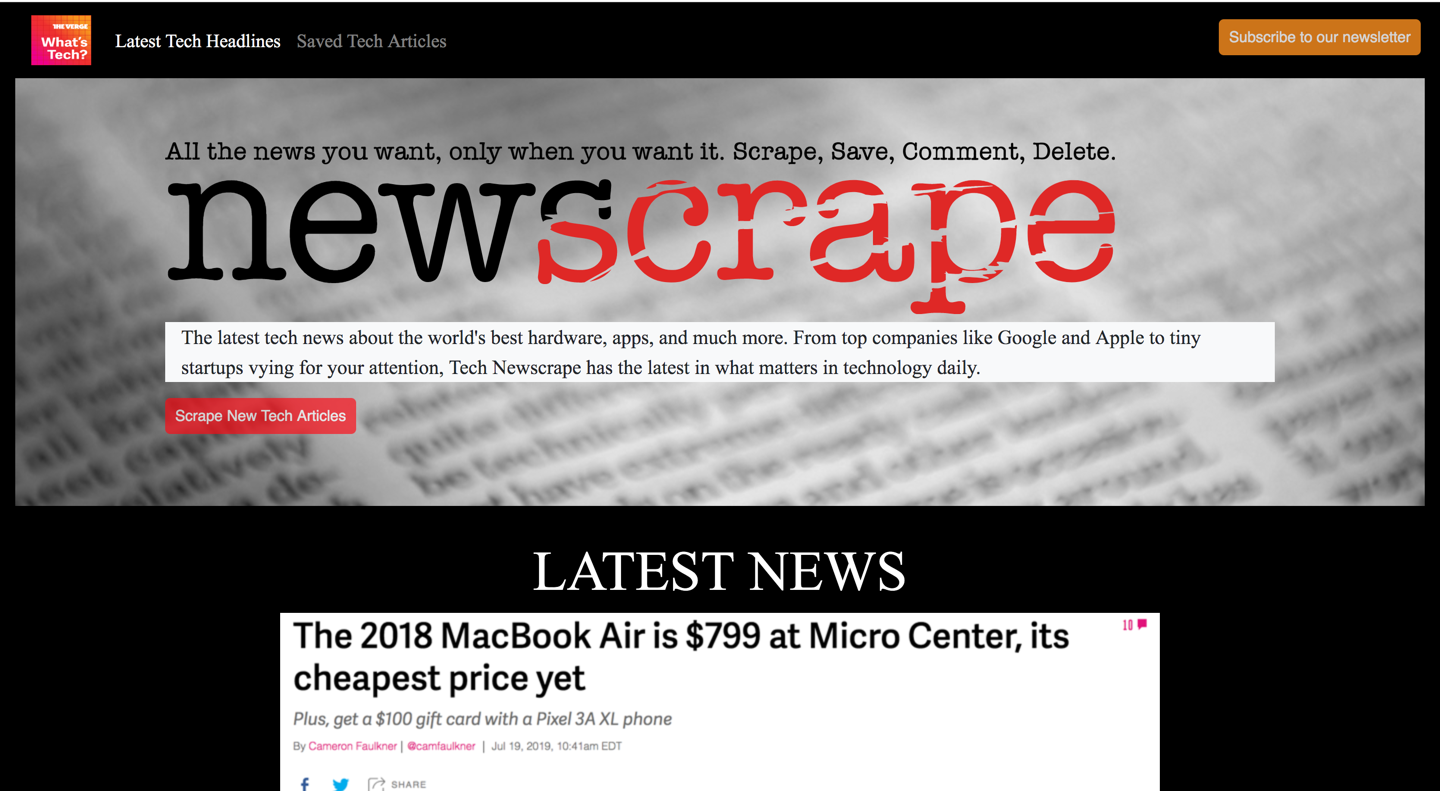 THE VERGE
What's
Tech?
Latest Tech Headlines
Saved Tech Articles
Subscribe to our newsletter
All the news you want, only when you want it. Scrape, Save, Comment, Delete.
newscrape
The latest tech news about the world's best hardware, apps, and much more. From top companies like Google and Apple to tiny
startups vying for your attention, Tech Newscrape has the latest in what matters in technology daily.
Scrape New Tech Articles
LATEST NEWS
The 2018 MacBook Air is $799 at Micro Center, its
10
cheapest price yet
Plus, get a $100 gift card with a Pixel 3A XL phone
By Cameron Faulkner | @camfaulkner | Jul 19, 2019, 10:41am EDT
SHARE